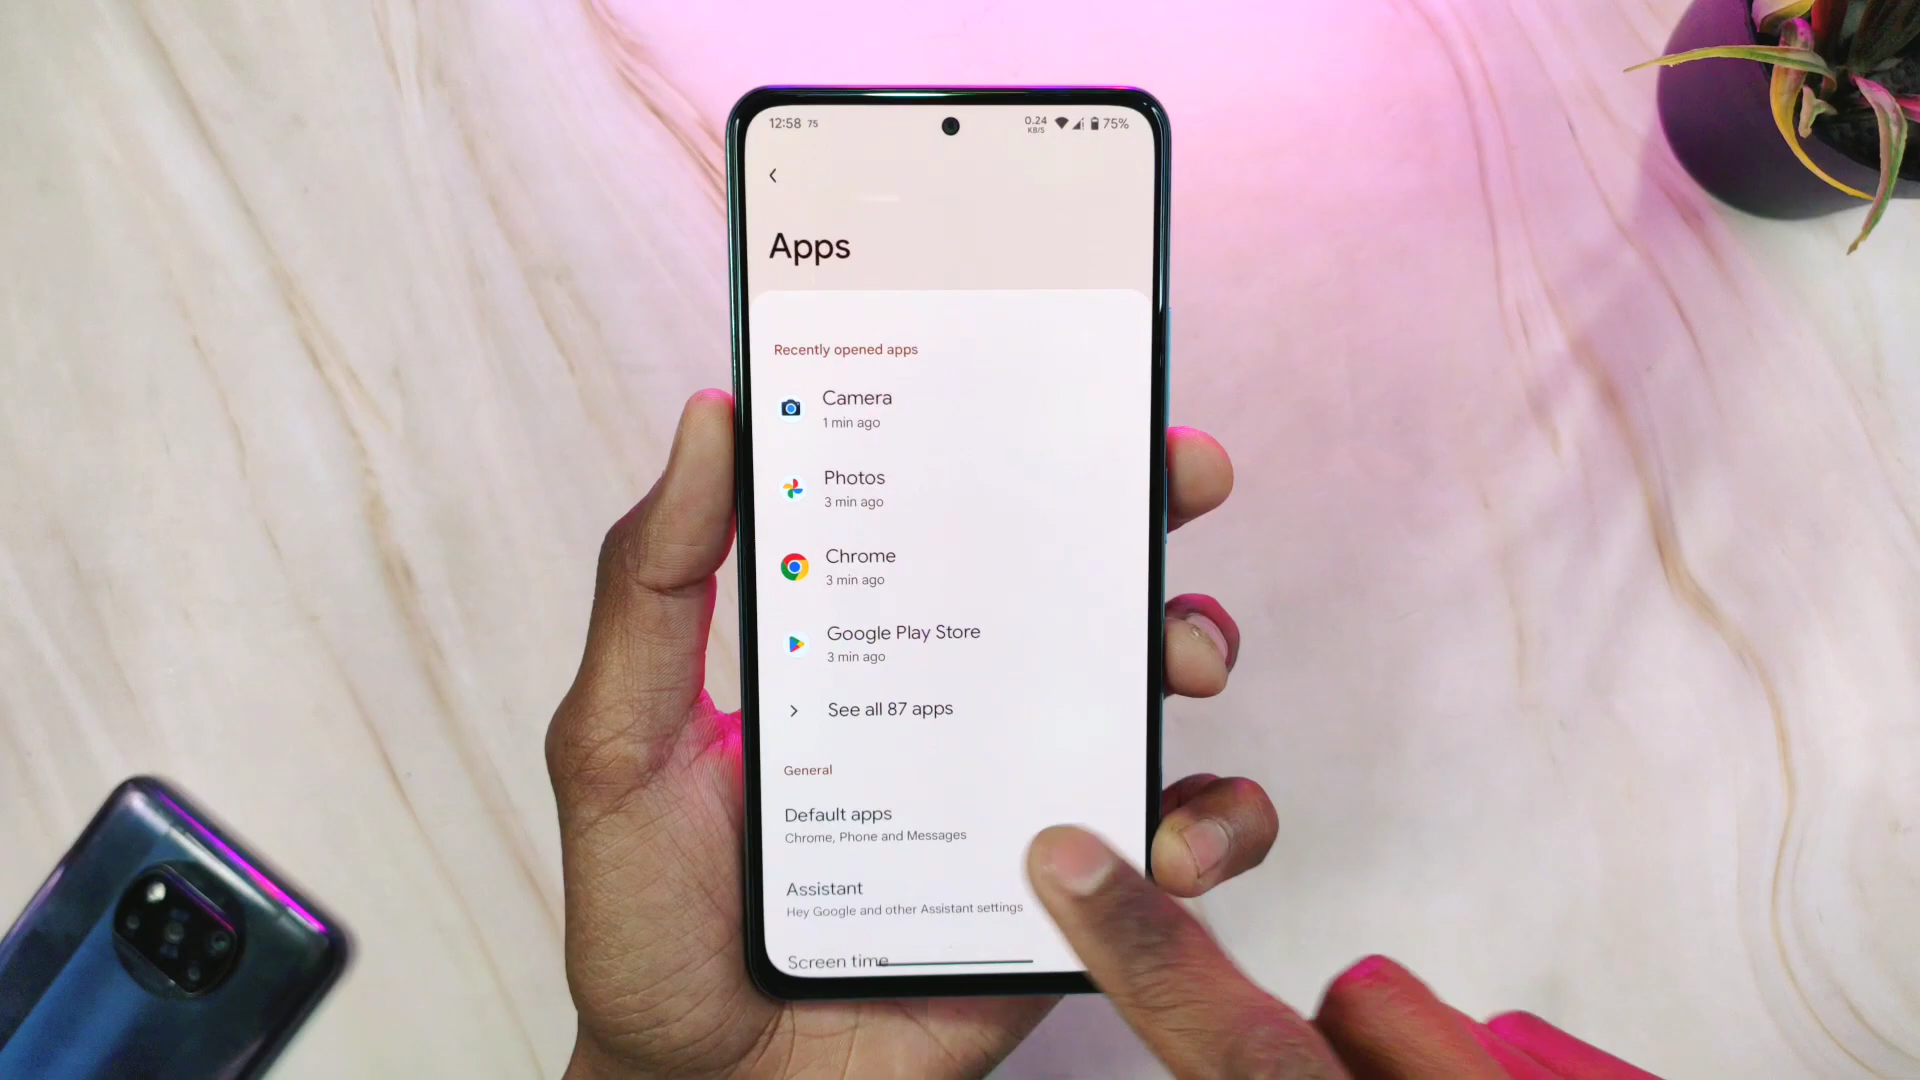 12:58 75 0.24 KB/S 75%
Apps
Recently opened apps
Camera
1 min ago
Photos
3 min ago
Chrome
3 min ago
Google Play Store
3 min ago
See all 87 apps
General
Default apps
Chrome, Phone and Messages
Assistant
Hey Google and other Assistant settings
Screen time